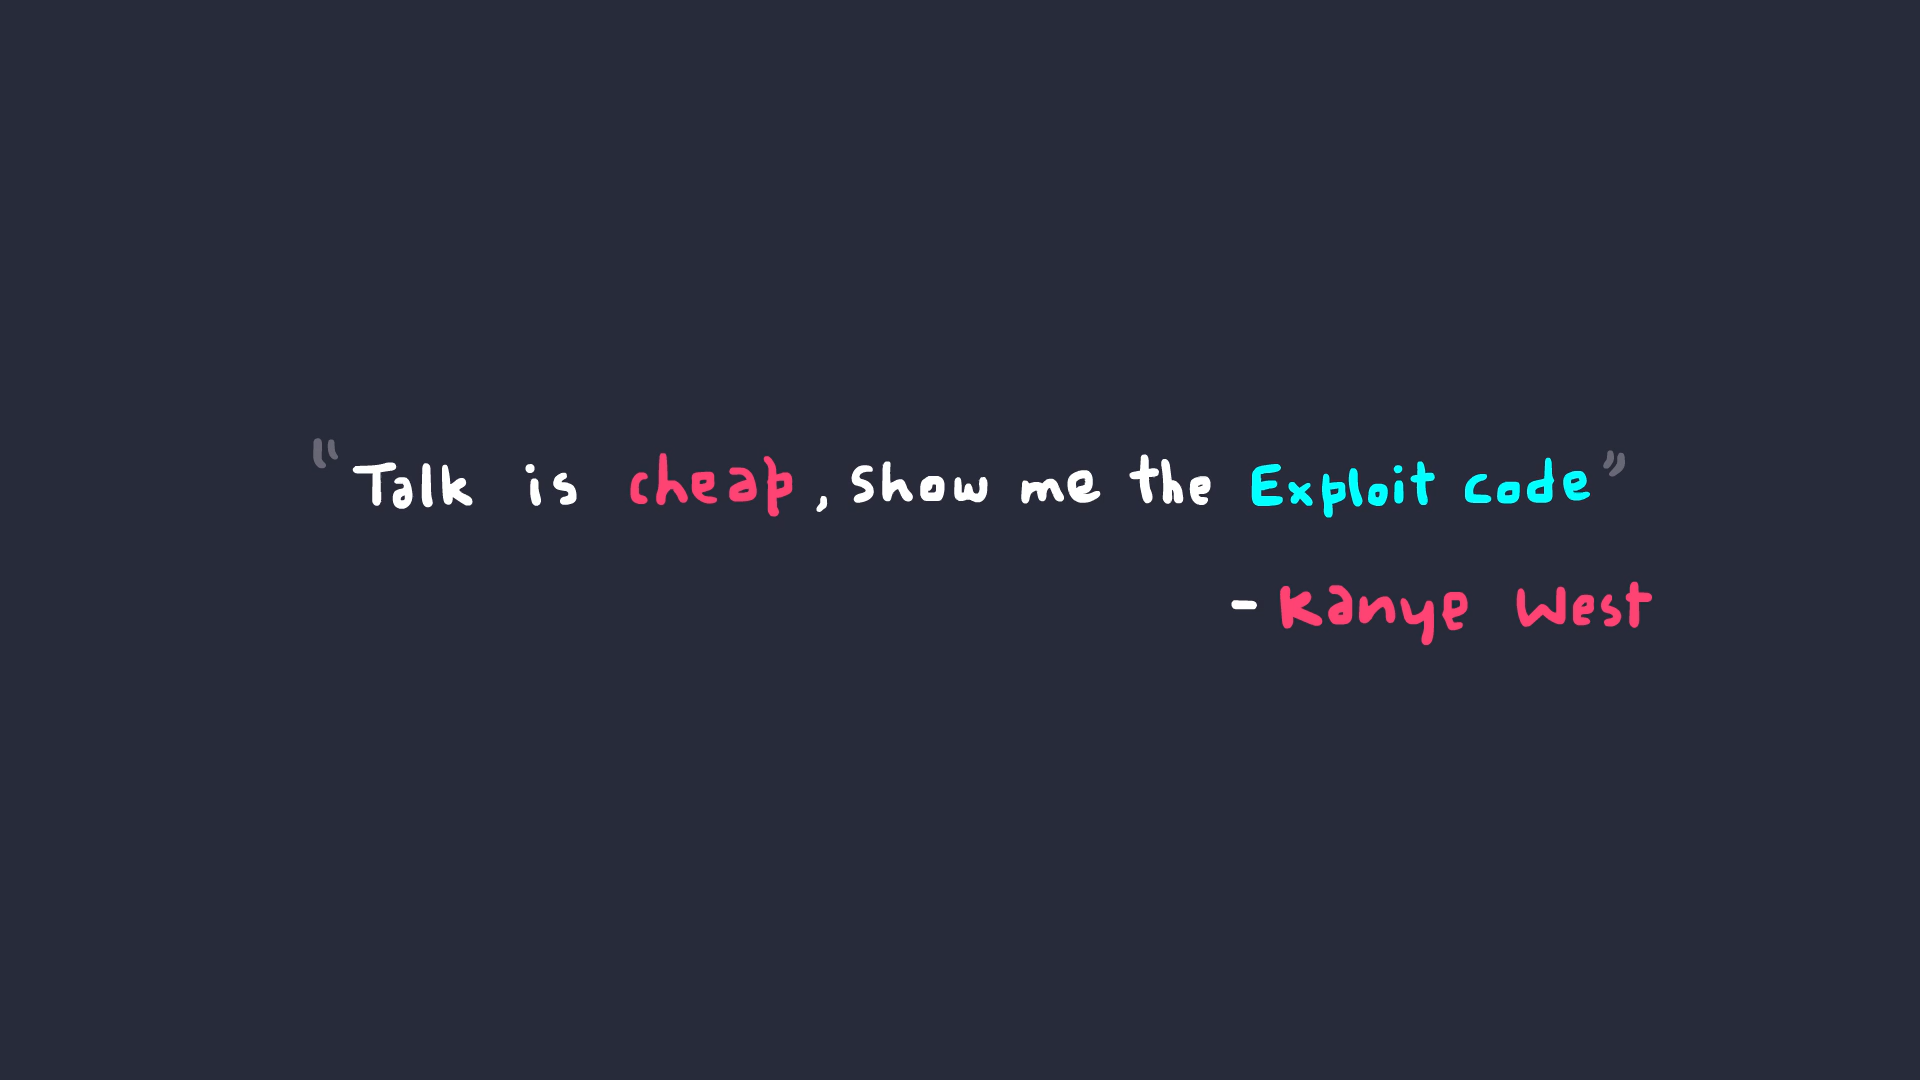 "Talk is cheap, show me the Exploit code"
- Kanye West